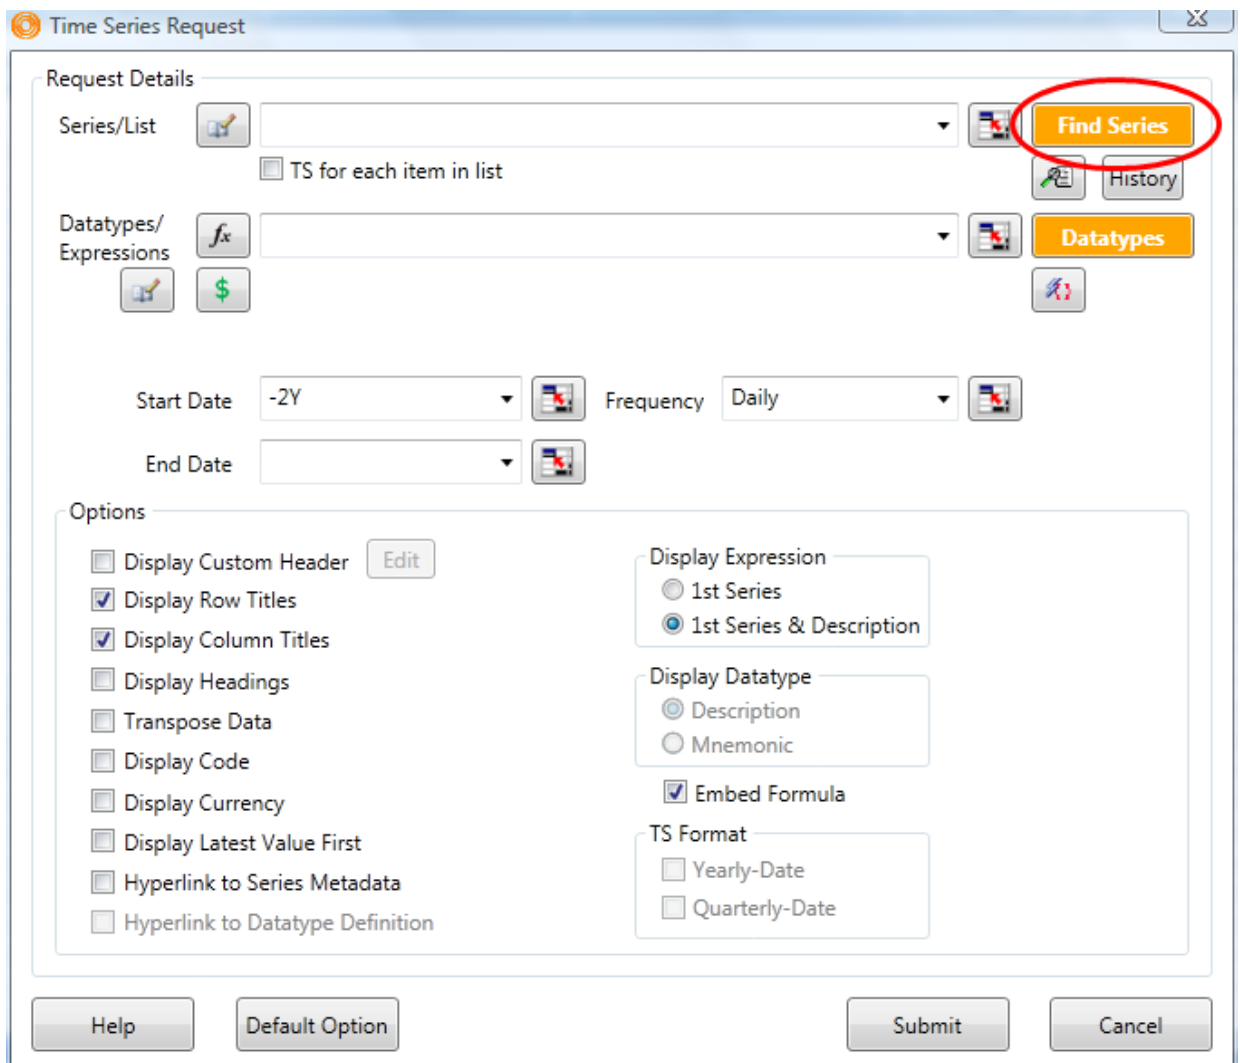 Time Series Request
Request Details
Series/List
Find Series
TS for each item in list
History
Datatypes/
Expressions
fx
Datatypes
$
Start Date
-2Y
Frequency
Daily
End Date
Options
Display Custom Header
Edit
Display Row Titles
Display Column Titles
Display Headings
Transpose Data
Display Code
Display Currency
Display Latest Value First
Hyperlink to Series Metadata
Hyperlink to Datatype Definition
Display Expression
1st Series
1st Series & Description
Display Datatype
Description
Mnemonic
Embed Formula
TS Format
Yearly-Date
Quarterly-Date
Help
Default Option
Submit
Cancel